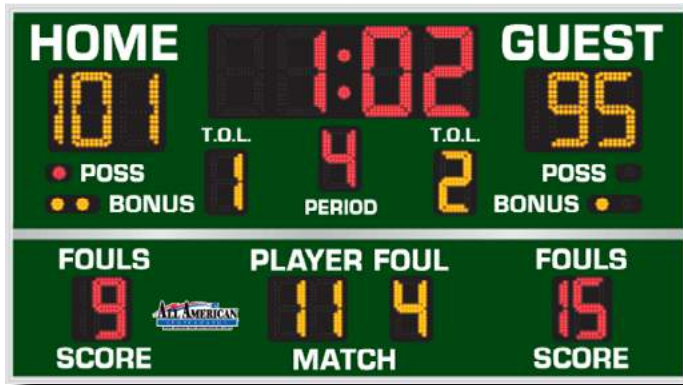 HOME 1:02 GUEST
101 95
T.O.L. T.O.L.
1 4 2
POSS POSS
BONUS PERIOD BONUS
FOULS PLAYER FOUL FOULS
9 11 4 15
ALL AMERICAN
SCORE MATCH SCORE